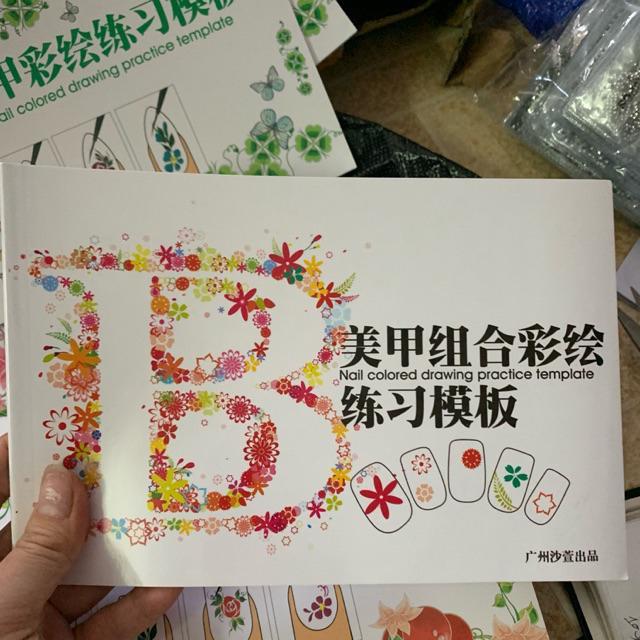 甲彩绘练习模板
Nail colored drawing practice template
B
美甲组合彩绘
Nail colored drawing practice template
练习模板
广州沙萱出品